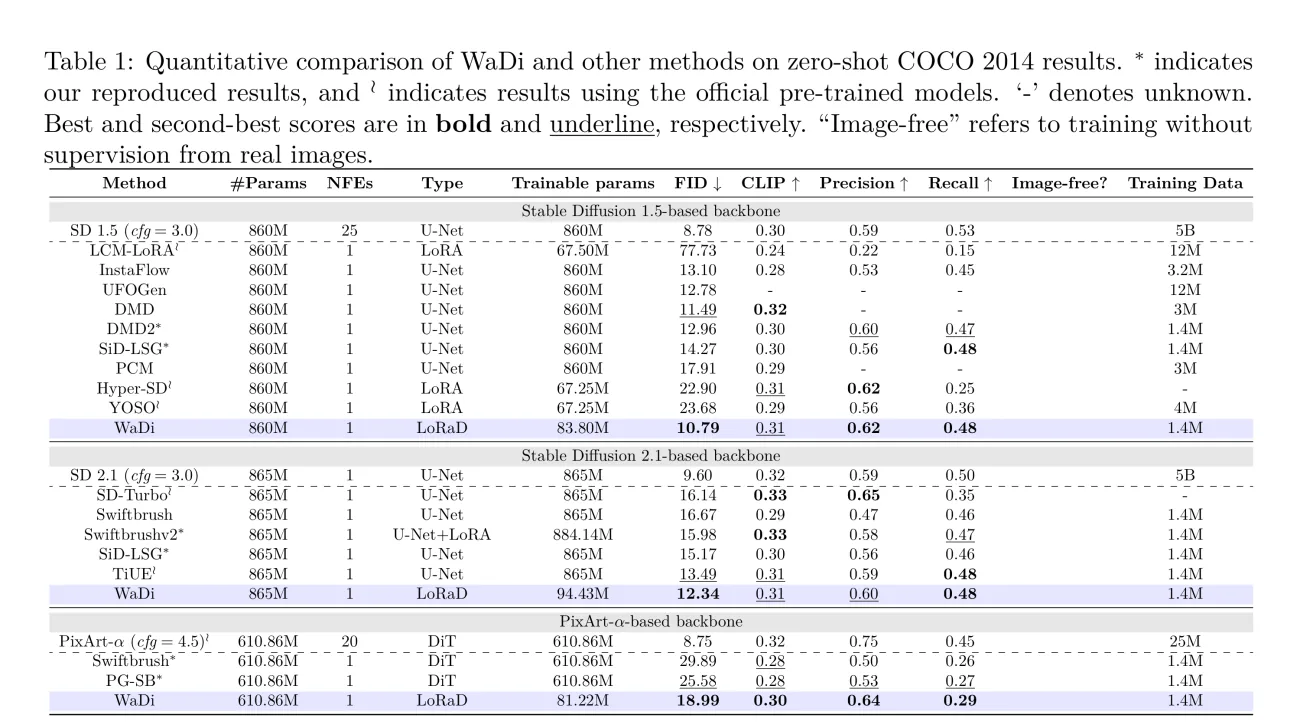 Table 1: Quantitative comparison of WaDi and other methods on zero-shot COCO 2014 results. * indicates
our reproduced results, and ≀ indicates results using the official pre-trained models. ‘-’ denotes unknown.
Best and second-best scores are in bold and underline, respectively. “Image-free” refers to training without
supervision from real images.
Method #Params NFEs Type Trainable params FID ↓ CLIP ↑ Precision ↑ Recall ↑ Image-free? Training Data
Stable Diffusion 1.5-based backbone
SD 1.5 (cfg = 3.0) 860M 25 U-Net 860M 8.78 0.30 0.59 0.53 5B
LCM-LoRA≀ 860M 1 LoRA 67.50M 77.73 0.24 0.22 0.15 12M
InstaFlow 860M 1 U-Net 860M 13.10 0.28 0.53 0.45 3.2M
UFOGen 860M 1 U-Net 860M 12.78 - - - 12M
DMD 860M 1 U-Net 860M 11.49 0.32 - - 3M
DMD2* 860M 1 U-Net 860M 12.96 0.30 0.60 0.47 1.4M
SiD-LSG* 860M 1 U-Net 860M 14.27 0.30 0.56 0.48 1.4M
PCM 860M 1 U-Net 860M 17.91 0.29 - - 3M
Hyper-SD≀ 860M 1 LoRA 67.25M 22.90 0.31 0.62 0.25 -
YOSO≀ 860M 1 LoRA 67.25M 23.68 0.29 0.56 0.36 4M
WaDi 860M 1 LoRaD 83.80M 10.79 0.31 0.62 0.48 1.4M
Stable Diffusion 2.1-based backbone
SD 2.1 (cfg = 3.0) 865M 1 U-Net 865M 9.60 0.32 0.59 0.50 5B
SD-Turbo≀ 865M 1 U-Net 865M 16.14 0.33 0.65 0.35 -
Swiftbrush 865M 1 U-Net 865M 16.67 0.29 0.47 0.46 1.4M
Swiftbrushv2* 865M 1 U-Net+LoRA 884.14M 15.98 0.33 0.58 0.47 1.4M
SiD-LSG* 865M 1 U-Net 865M 15.17 0.30 0.56 0.46 1.4M
TiUE≀ 865M 1 U-Net 865M 13.49 0.31 0.59 0.48 1.4M
WaDi 865M 1 LoRaD 94.43M 12.34 0.31 0.60 0.48 1.4M
PixArt-α-based backbone
PixArt-α (cfg = 4.5)≀ 610.86M 20 DiT 610.86M 8.75 0.32 0.75 0.45 25M
Swiftbrush* 610.86M 1 DiT 610.86M 29.89 0.28 0.50 0.26 1.4M
PG-SB* 610.86M 1 DiT 610.86M 25.58 0.28 0.53 0.27 1.4M
WaDi 610.86M 1 LoRaD 81.22M 18.99 0.30 0.64 0.29 1.4M